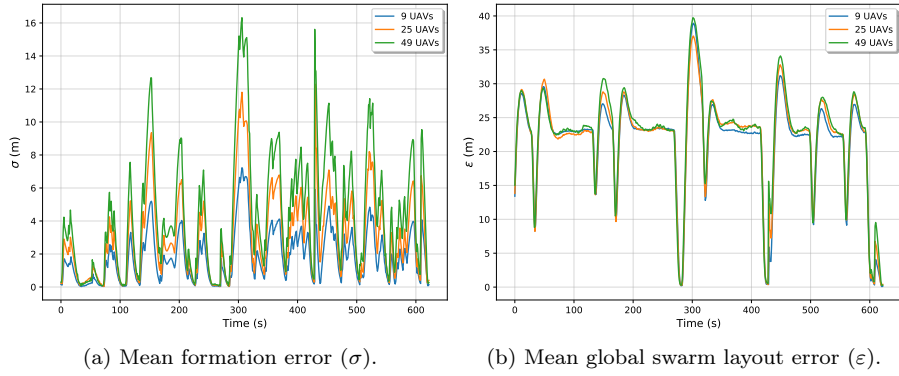 9 UAVs
25 UAVs
49 UAVs
16
14
12
10
8
6
4
2
0
σ (m)
0 100 200 300 400 500 600
Time (s)
(a) Mean formation error (σ).
9 UAVs
25 UAVs
49 UAVs
40
35
30
25
20
15
10
5
0
ε (m)
0 100 200 300 400 500 600
Time (s)
(b) Mean global swarm layout error (ε).